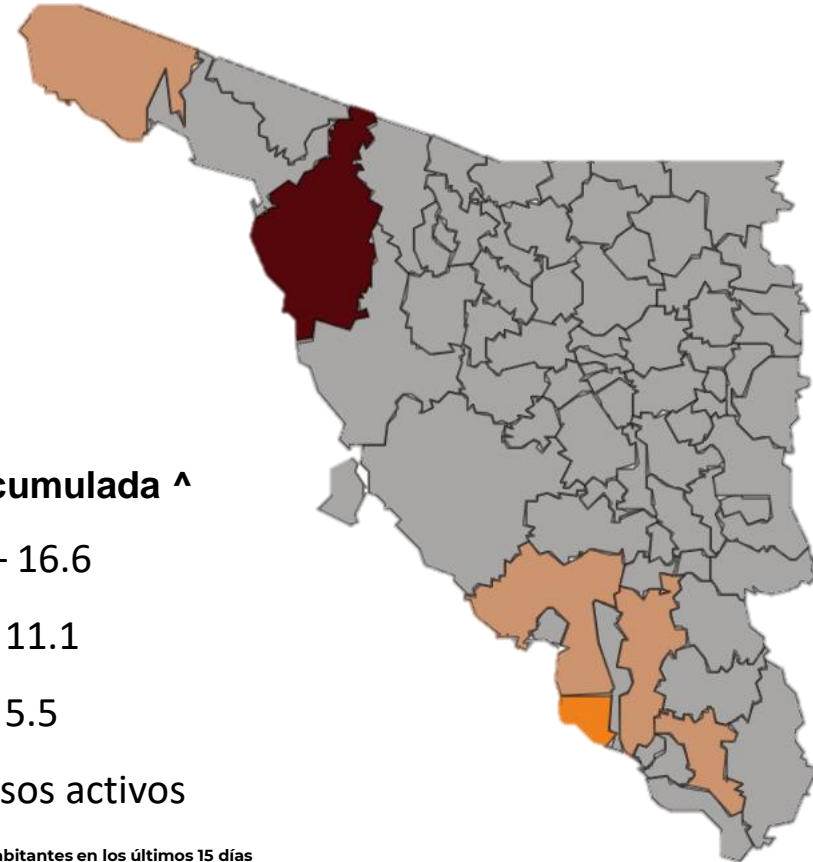 cumulada ^
- 16.6
11.1
5.5
sos activos
abitantes en los últimos 15 días